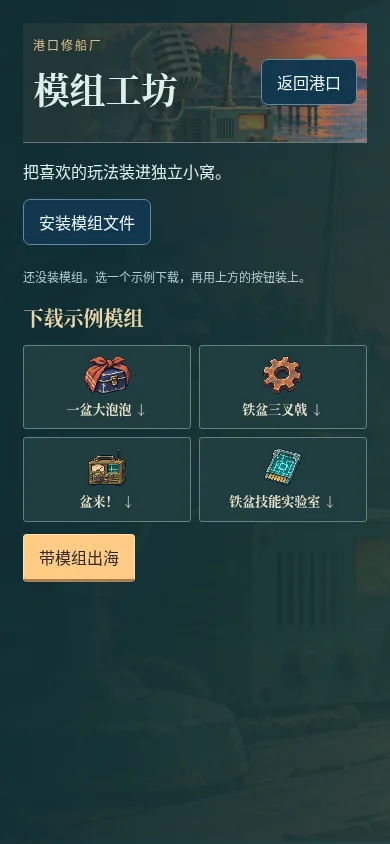 港口修船厂
模组工坊
返回港口
把喜欢的玩法装进独立小窝。
安装模组文件
还没装模组。选一个示例下载，再用上方的按钮装上。
下载示例模组
一盆大泡泡 ↓
铁盆三叉戟 ↓
盆来！ ↓
铁盆技能实验室 ↓
带模组出海